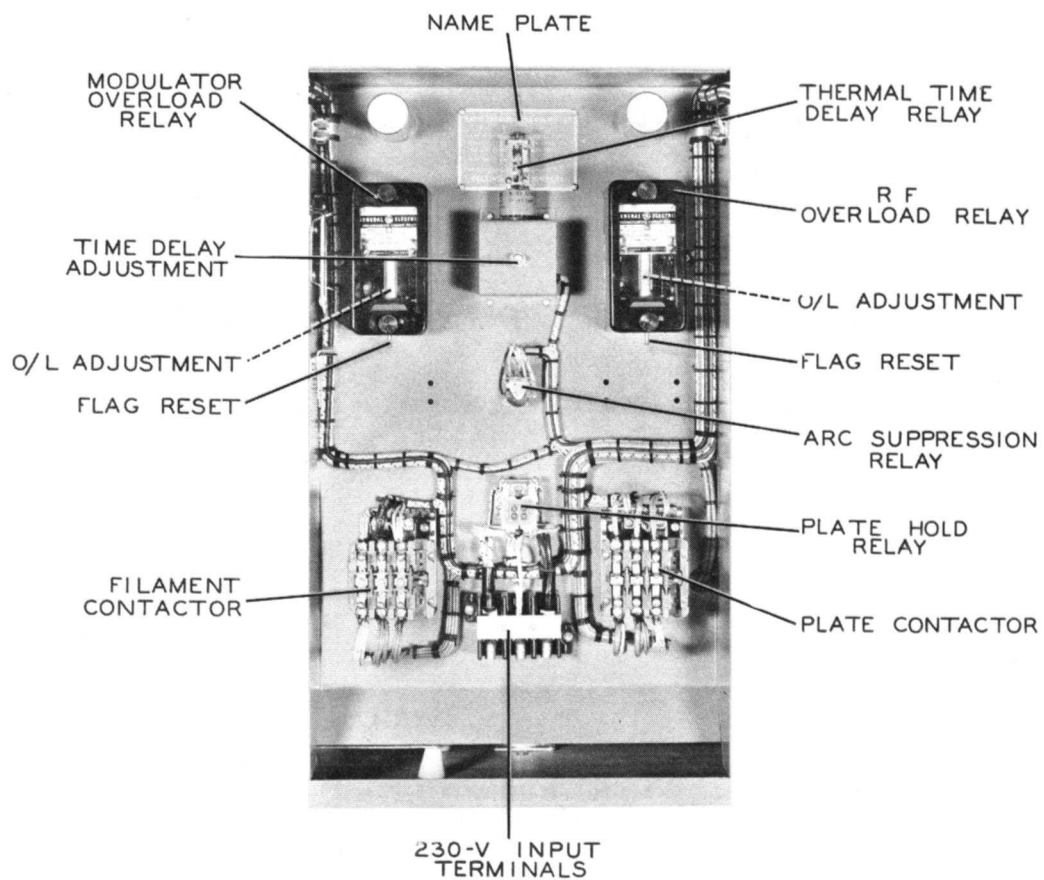 NAME PLATE
MODULATOR
OVERLOAD
RELAY
THERMAL TIME
DELAY RELAY
R F
OVERLOAD RELAY
TIME DELAY
ADJUSTMENT
O/L ADJUSTMENT
O/L ADJUSTMENT
FLAG RESET
FLAG RESET
ARC SUPPRESSION
RELAY
PLATE HOLD
RELAY
FILAMENT
CONTACTOR
PLATE CONTACTOR
230-V INPUT
TERMINALS